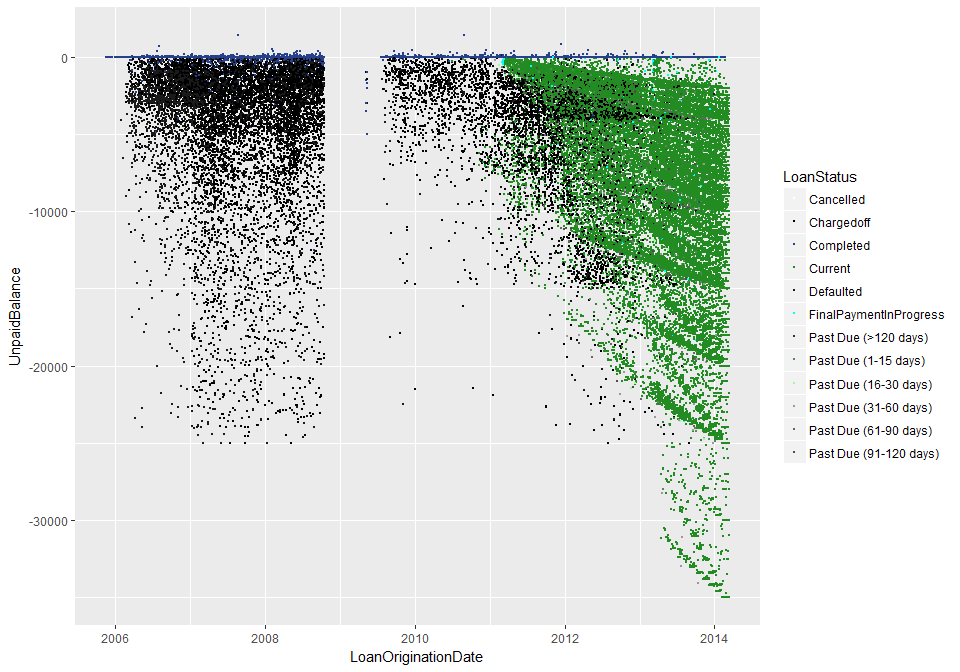 0
-10000
-20000
-30000
UnpaidBalance
2006
2008
2010
2012
2014
LoanOriginationDate
LoanStatus
Cancelled
Chargedoff
Completed
Current
Defaulted
FinalPaymentInProgress
Past Due (>120 days)
Past Due (1-15 days)
Past Due (16-30 days)
Past Due (31-60 days)
Past Due (61-90 days)
Past Due (91-120 days)